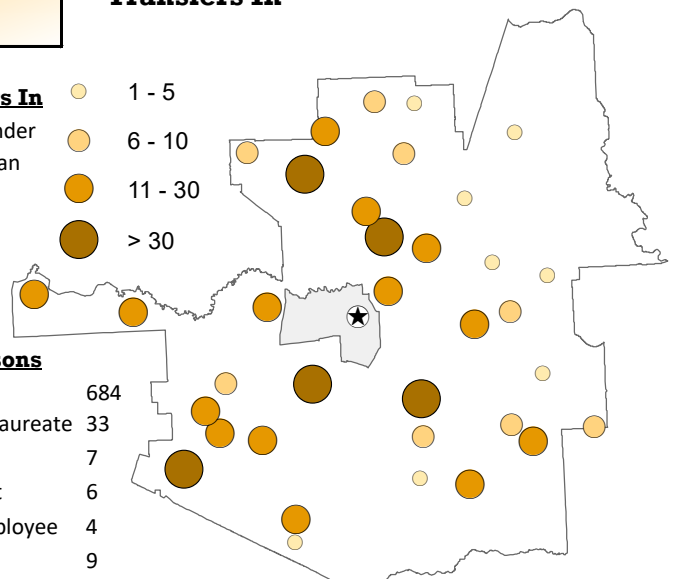 Transfers In
s In
1 - 5
nder
6 - 10
an
11 - 30
> 30
sons
684
aureate 33
7
t 6
ployee 4
9